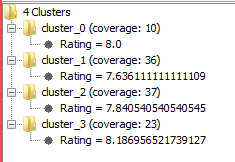 4 Clusters
cluster_0 (coverage: 10)
Rating = 8.0
cluster_1 (coverage: 36)
Rating = 7.636111111111109
cluster_2 (coverage: 37)
Rating = 7.840540540540545
cluster_3 (coverage: 23)
Rating = 8.186956521739127